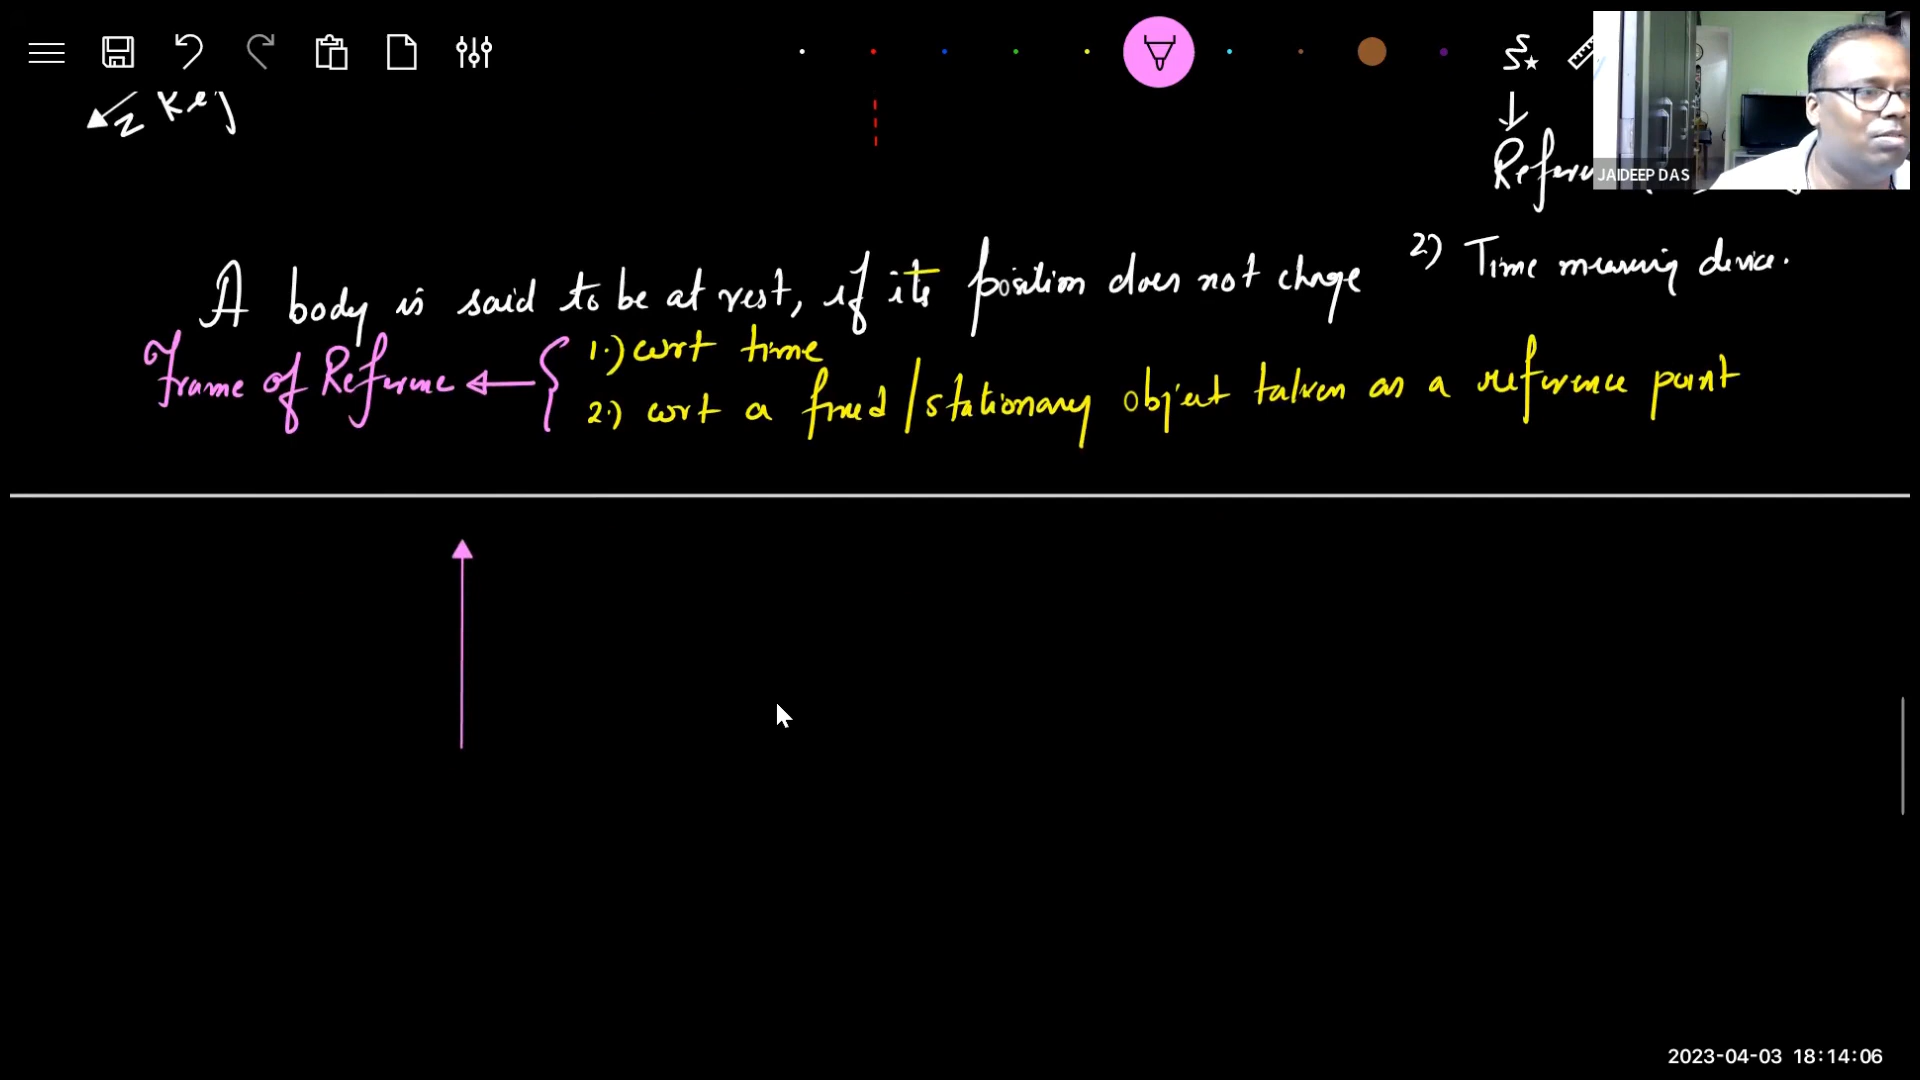 z key
JAIDEEP DAS
A body is said to be at rest, if its position does not change
2) Time measuring device.
Frame of Reference
1.) wrt time
2.) wrt a fixed / stationary object taken as a reference point
2023-04-03 18:14:06